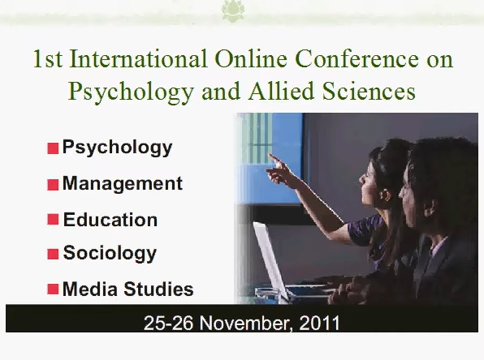 1st International Online Conference on
Psychology and Allied Sciences
Psychology
Management
Education
Sociology
Media Studies
25-26 November, 2011